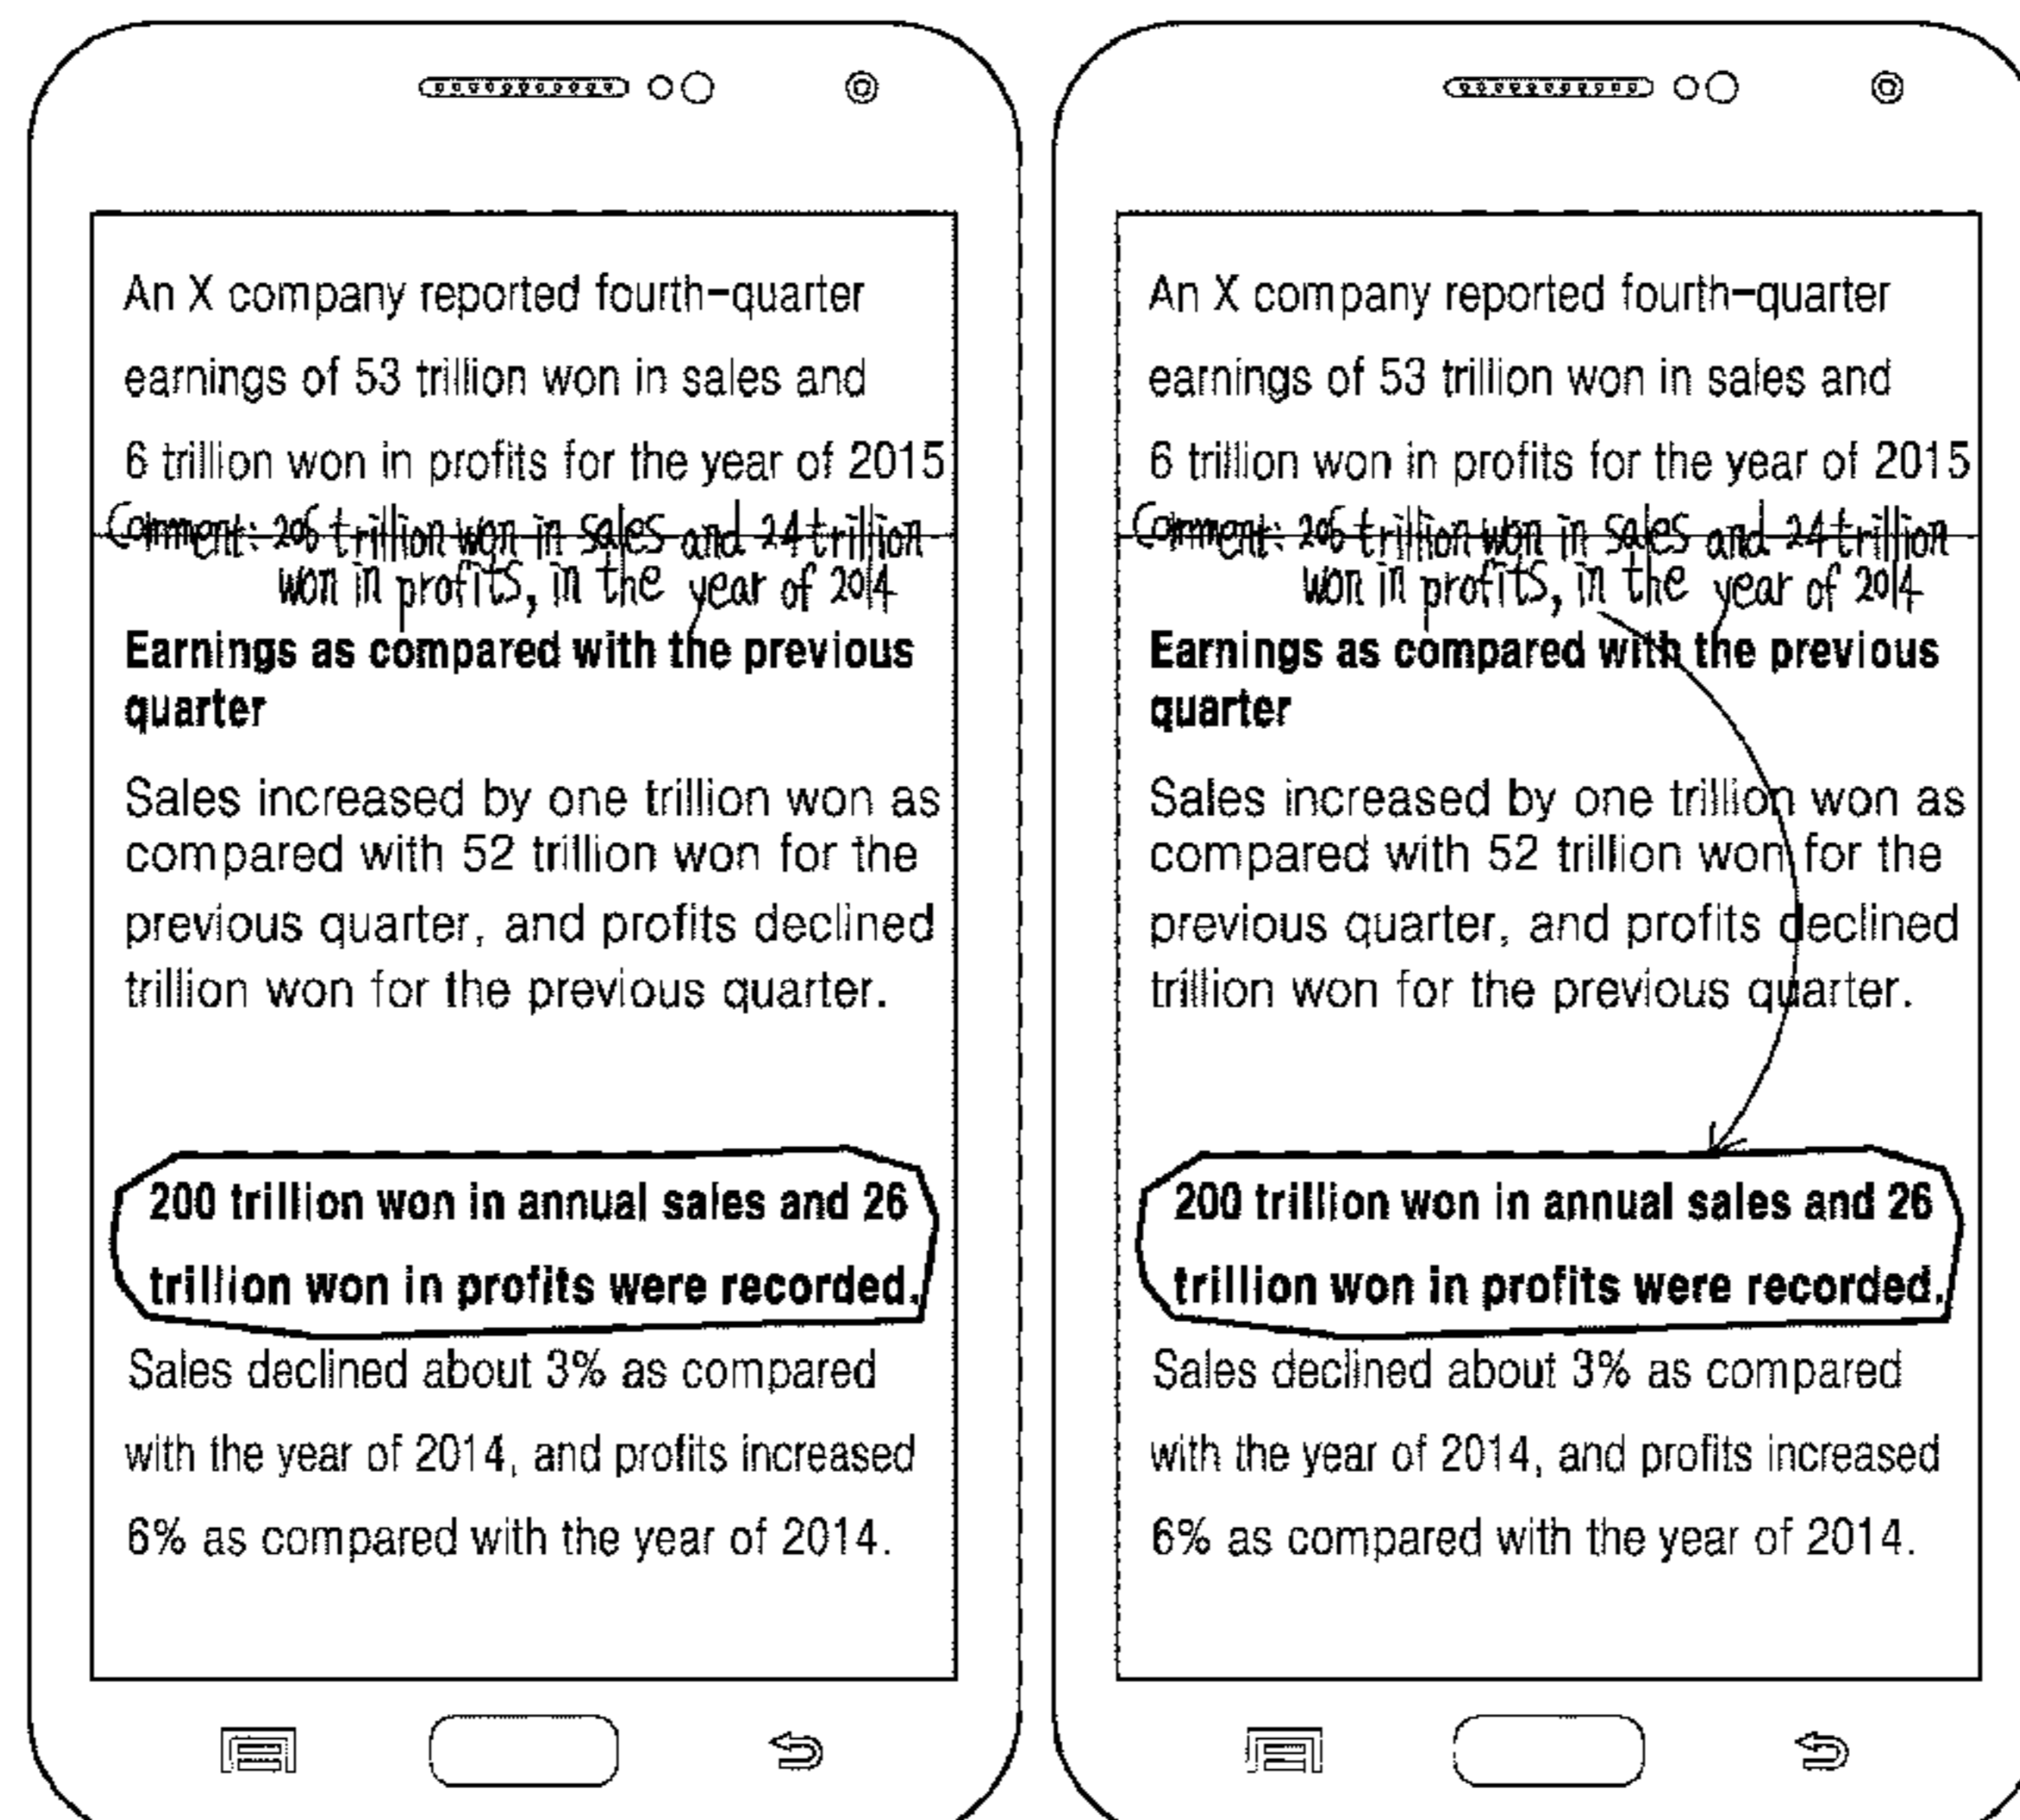 An X company reported fourth-quarter
earnings of 53 trillion won in sales and
6 trillion won in profits for the year of 2015
Comment: 206 trillion won in sales and 24 trillion
won in profits, in the year of 2014
Earnings as compared with the previous
quarter
Sales increased by one trillion won as
compared with 52 trillion won for the
previous quarter, and profits declined
trillion won for the previous quarter.
200 trillion won in annual sales and 26
trillion won in profits were recorded.
Sales declined about 3% as compared
with the year of 2014, and profits increased
6% as compared with the year of 2014.
An X company reported fourth-quarter
earnings of 53 trillion won in sales and
6 trillion won in profits for the year of 2015
Comment: 206 trillion won in sales and 24 trillion
won in profits, in the year of 2014
Earnings as compared with the previous
quarter
Sales increased by one trillion won as
compared with 52 trillion won for the
previous quarter, and profits declined
trillion won for the previous quarter.
200 trillion won in annual sales and 26
trillion won in profits were recorded.
Sales declined about 3% as compared
with the year of 2014, and profits increased
6% as compared with the year of 2014.